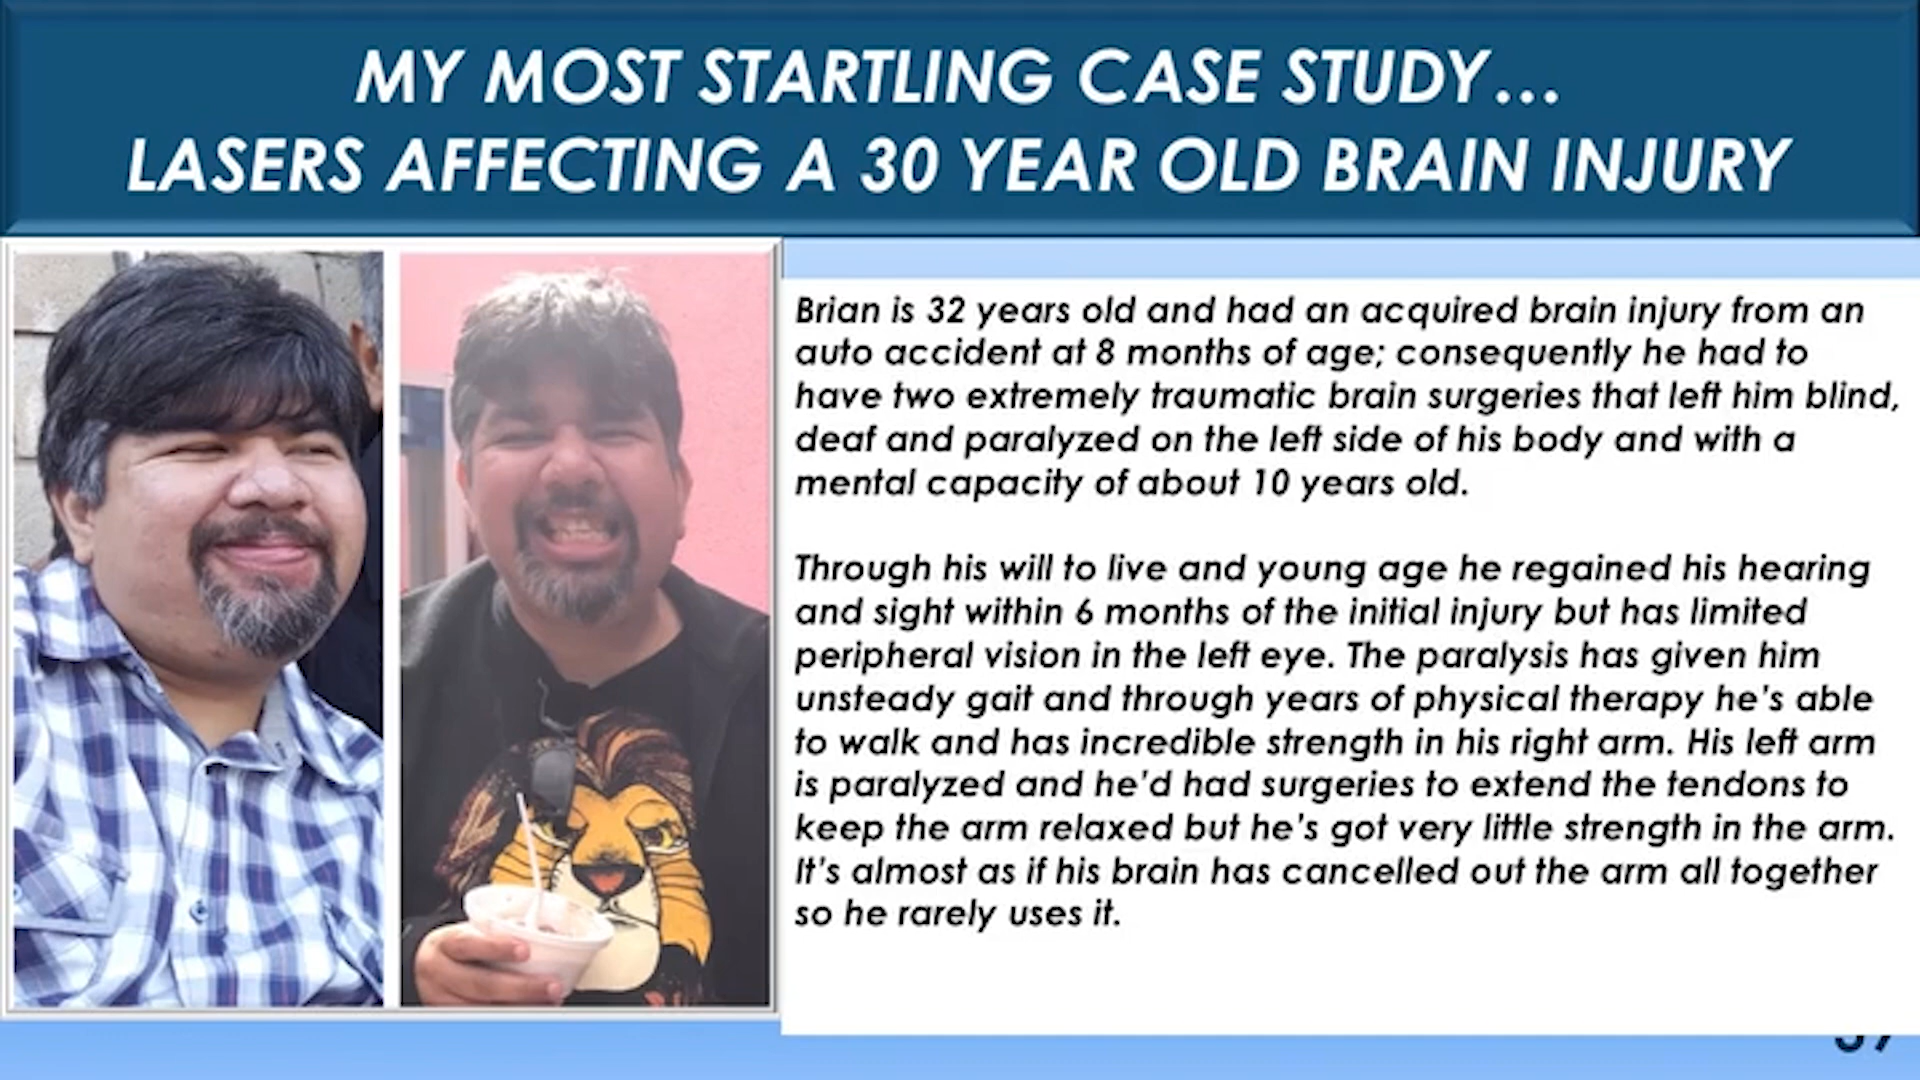 MY MOST STARTLING CASE STUDY...
LASERS AFFECTING A 30 YEAR OLD BRAIN INJURY
Brian is 32 years old and had an acquired brain injury from an
auto accident at 8 months of age; consequently he had to
have two extremely traumatic brain surgeries that left him blind,
deaf and paralyzed on the left side of his body and with a
mental capacity of about 10 years old.
Through his will to live and young age he regained his hearing
and sight within 6 months of the initial injury but has limited
peripheral vision in the left eye. The paralysis has given him
unsteady gait and through years of physical therapy he's able
to walk and has incredible strength in his right arm. His left arm
is paralyzed and he'd had surgeries to extend the tendons to
keep the arm relaxed but he's got very little strength in the arm.
It's almost as if his brain has cancelled out the arm all together
so he rarely uses it.